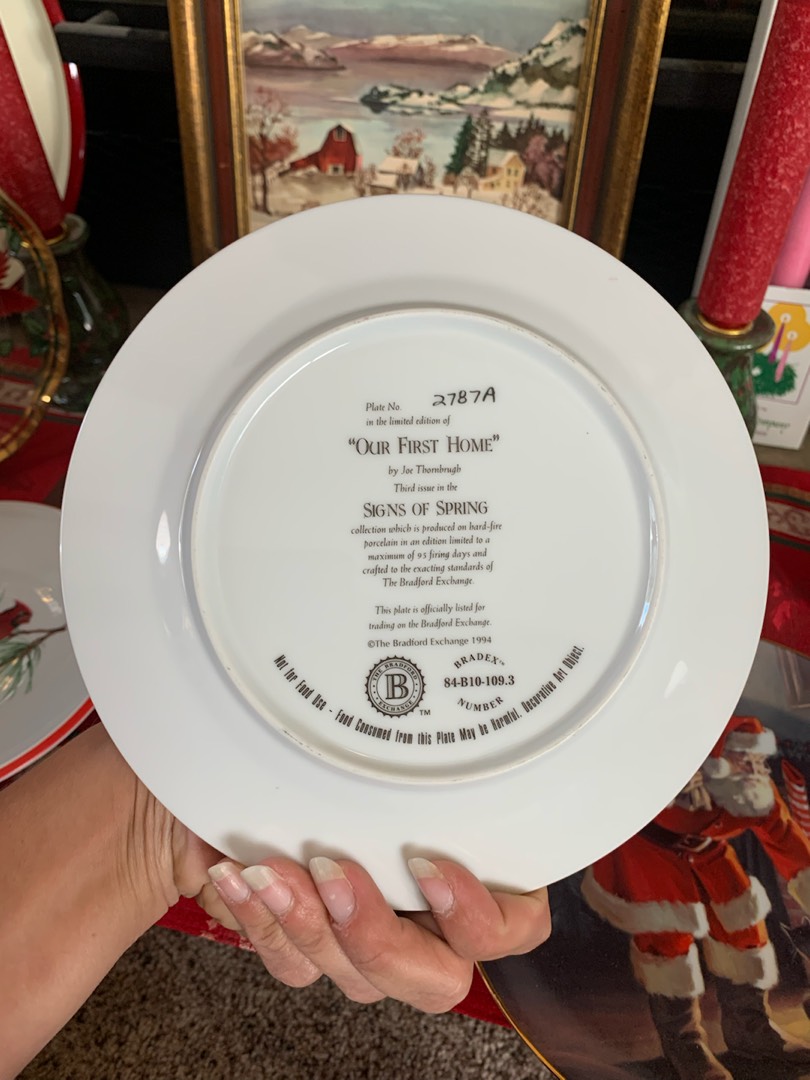 Plate No. 2787A
in the limited edition of
"OUR FIRST HOME"
by Joe Thornbrugh
Third issue in the
SIGNS OF SPRING
collection which is produced on hard-fire
porcelain in an edition limited to a
maximum of 95 firing days and
crafted to the exacting standards of
The Bradford Exchange.
This plate is officially listed for
trading on the Bradford Exchange.
©The Bradford Exchange 1994
THE BRADFORD EXCHANGE
B
TM
BRADEX™
84-B10-109.3
NUMBER
Not for Food Use - Food Consumed from this Plate May be Harmful. Decorative Art Object.